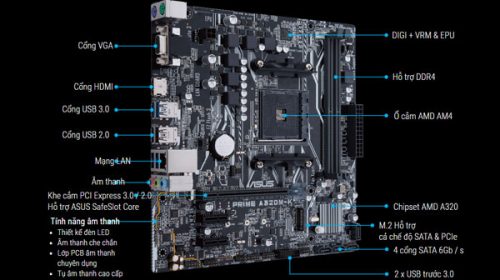 Cổng VGA
Cổng HDMI
Cổng USB 3.0
Cổng USB 2.0
Mạng LAN
Âm thanh
Khe cắm PCI Express 3.0 / 2.0
Hỗ trợ ASUS SafeSlot Core
Tính năng âm thanh
Thiết kế đèn LED
Âm thanh che chắn
Lớp PCB âm thanh
chuyên dụng
Tụ âm thanh cao cấp
ASUS
PRIME A320M-K
DIGI + VRM & EPU
Hỗ trợ DDR4
Ổ cắm AMD AM4
Chipset AMD A320
M.2 Hỗ trợ
cả chế độ SATA & PCIe
4 cổng SATA 6Gb / s
2 x USB trước 3.0